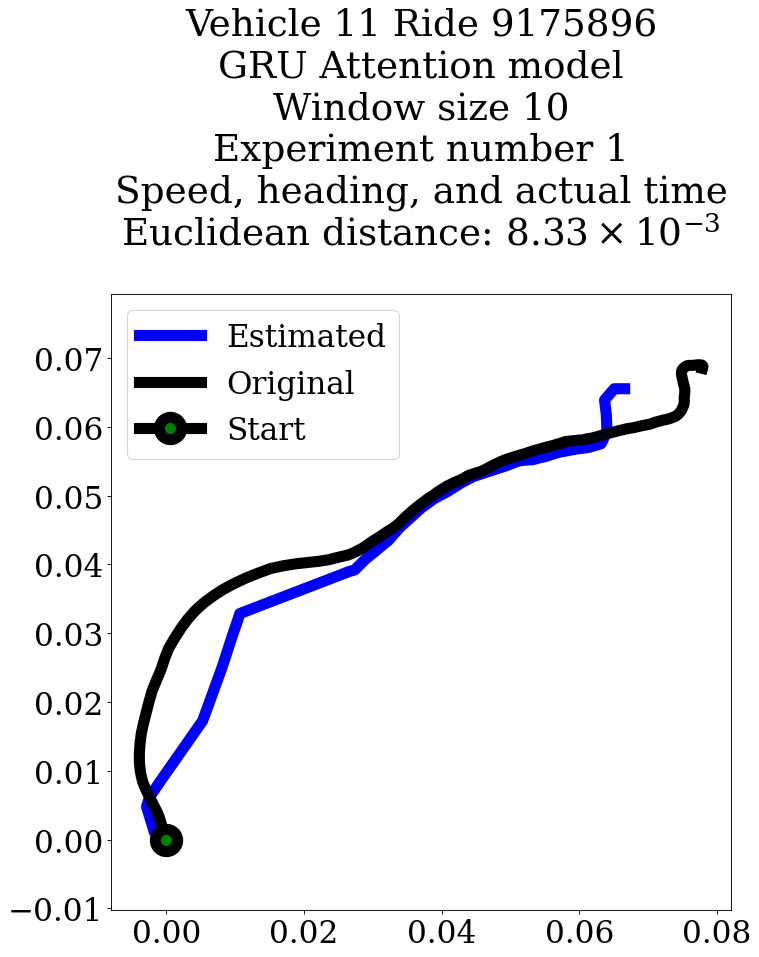 Vehicle 11 Ride 9175896
GRU Attention model
Window size 10
Experiment number 1
Speed, heading, and actual time
Euclidean distance: 8.33 × 10⁻³
Estimated
Original
Start
0.07
0.06
0.05
0.04
0.03
0.02
0.01
0.00
−0.01
0.00 0.02 0.04 0.06 0.08